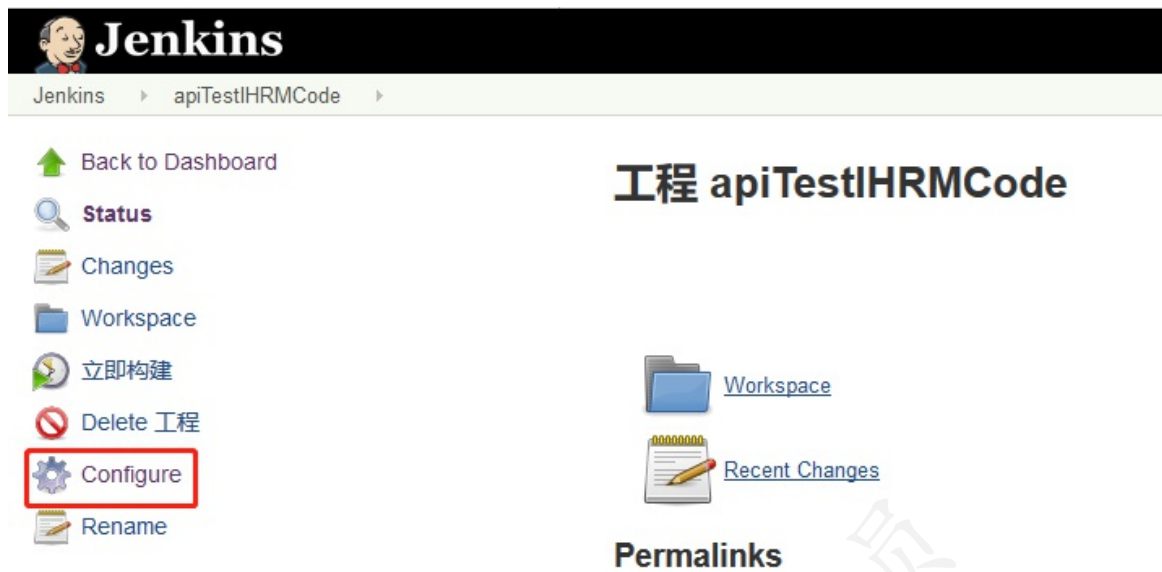 Jenkins
Jenkins apiTestIHRMCode
Back to Dashboard
Status
Changes
Workspace
立即构建
Delete 工程
Configure
Rename
工程 apiTestIHRMCode
Workspace
Recent Changes
Permalinks